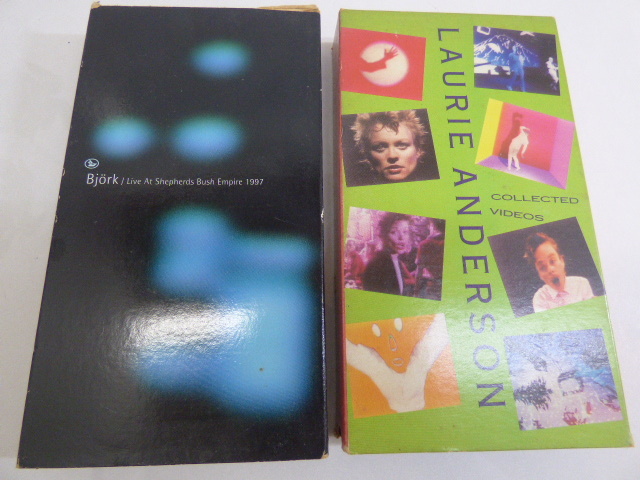 Björk / Live At Shepherds Bush Empire 1997
LAURIE ANDERSON
COLLECTED
VIDEOS